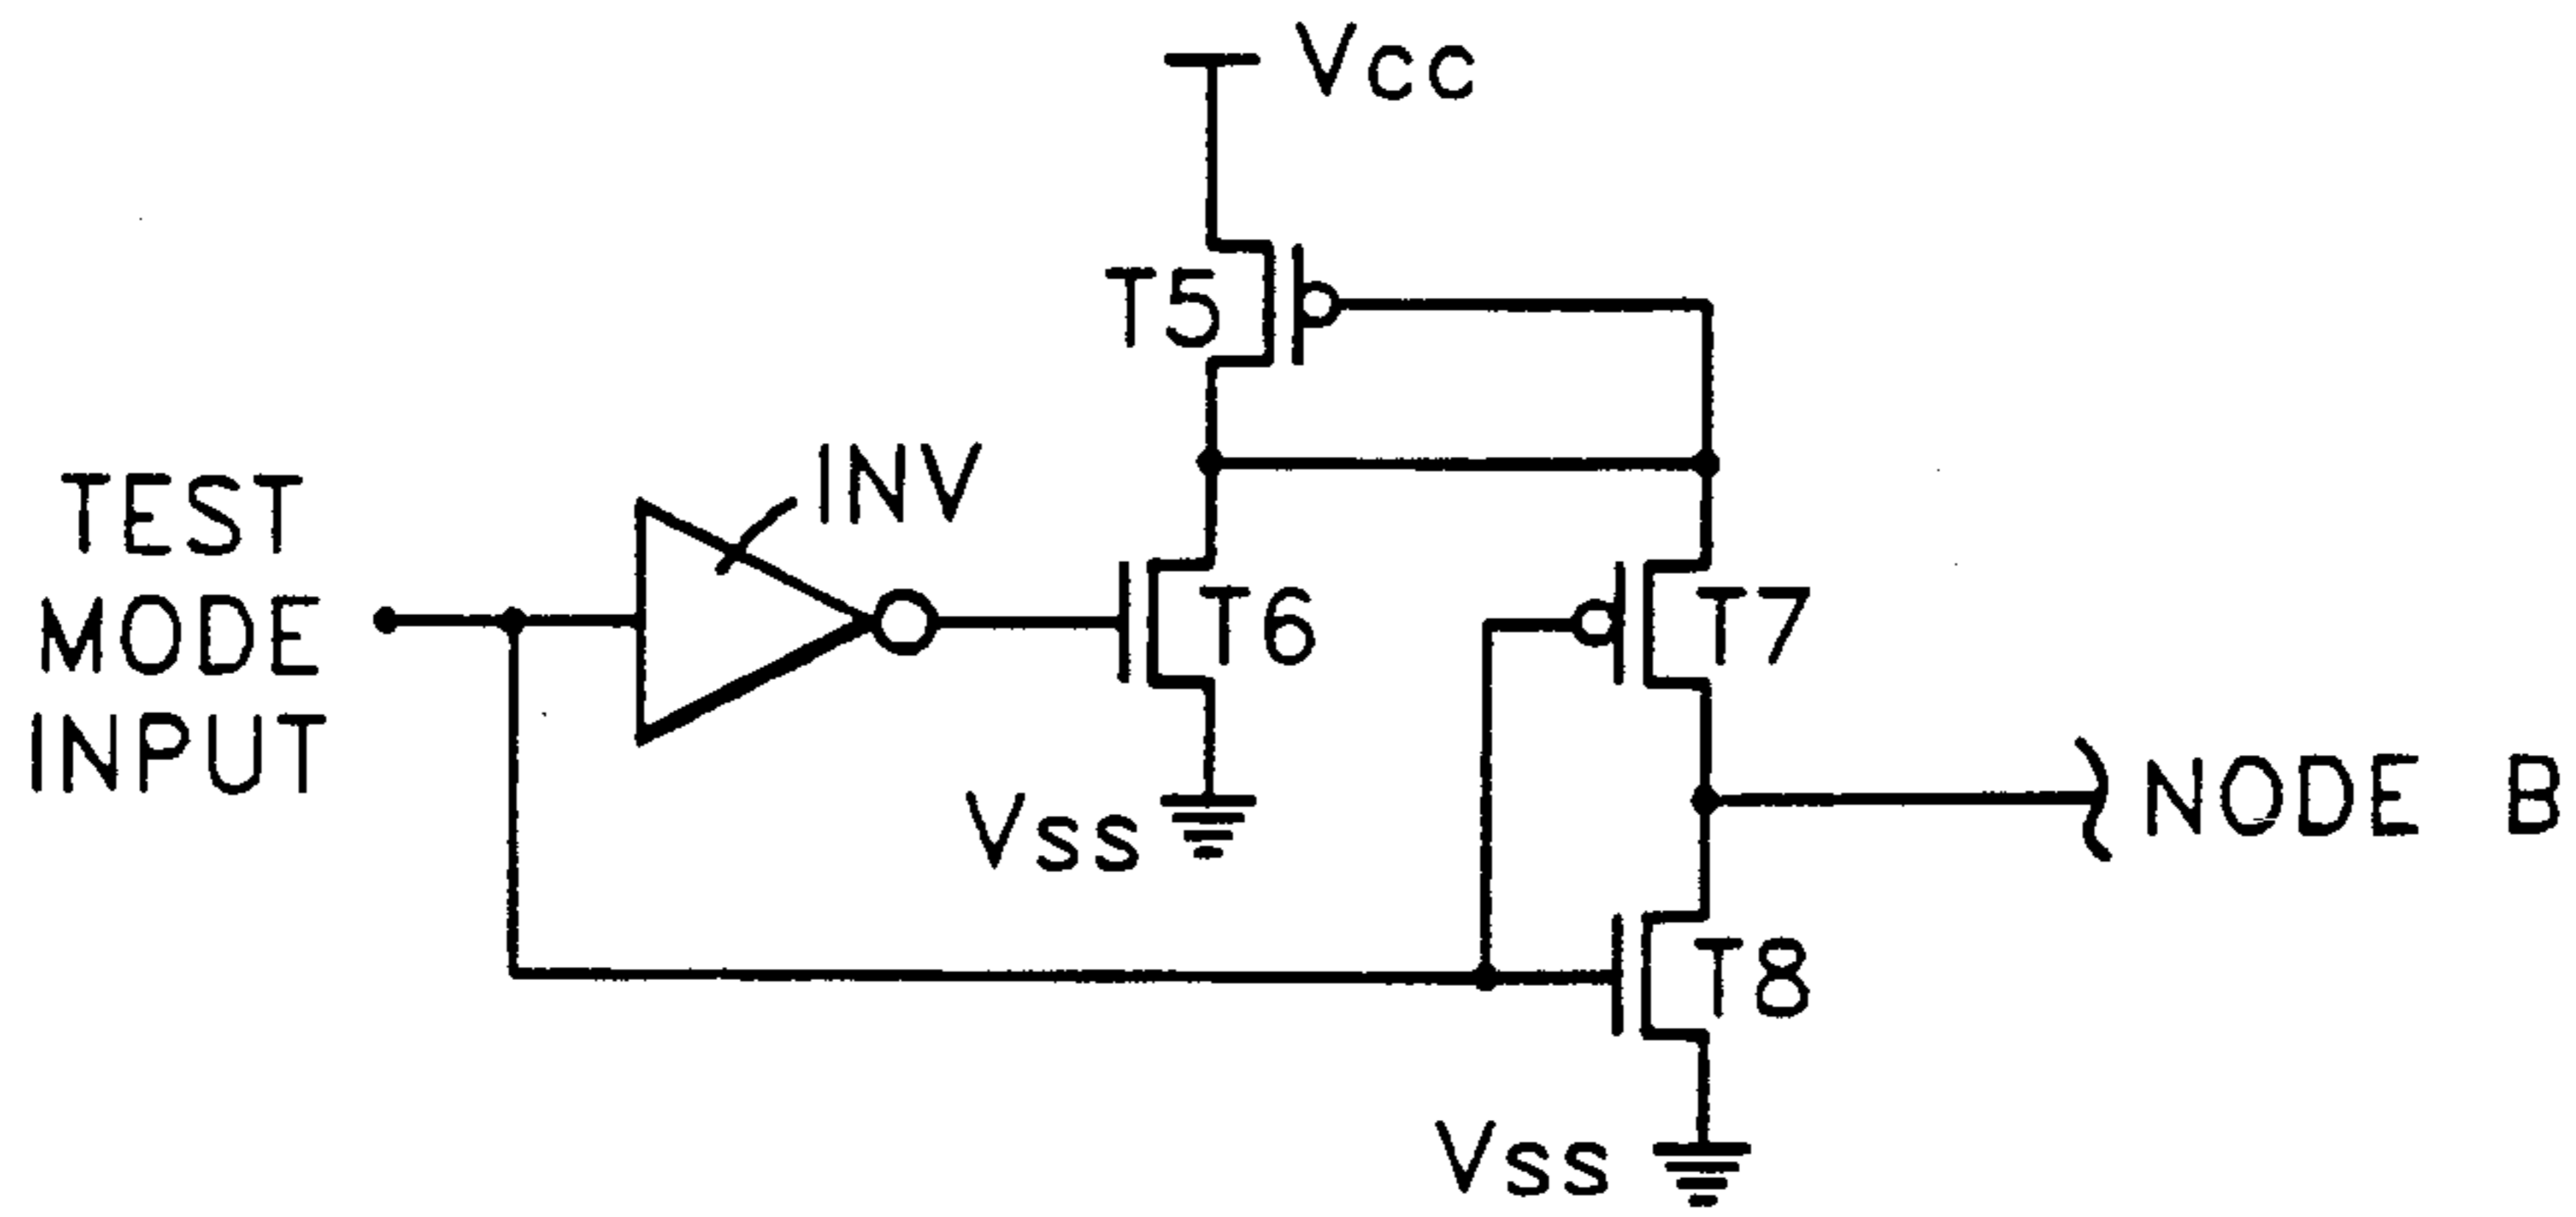 VCC
T5
INV
TEST
MODE
INPUT
T6
T7
VSS
NODE B
T8
VSS